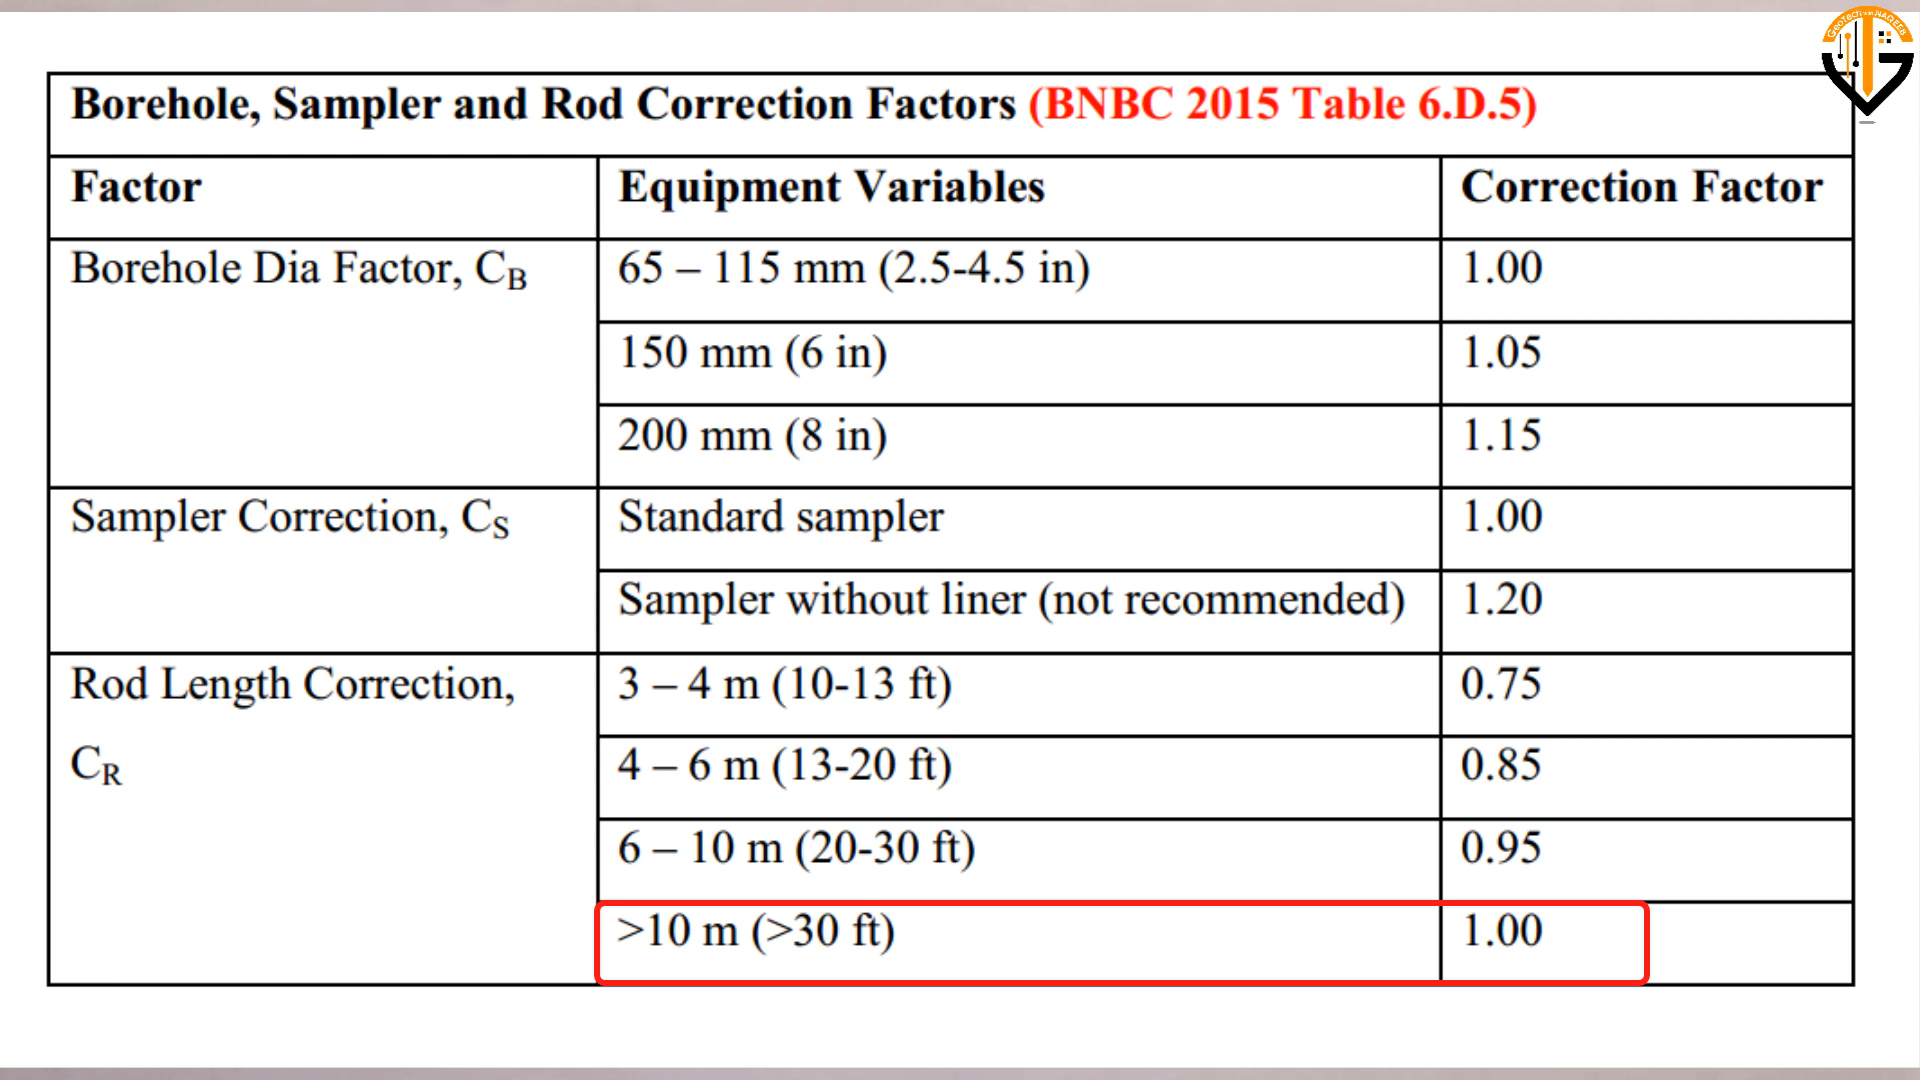 GeoTech with NAQEEB
Borehole, Sampler and Rod Correction Factors (BNBC 2015 Table 6.D.5)
Factor Equipment Variables Correction Factor
Borehole Dia Factor, CB 65 – 115 mm (2.5-4.5 in) 1.00
150 mm (6 in) 1.05
200 mm (8 in) 1.15
Sampler Correction, CS Standard sampler 1.00
Sampler without liner (not recommended) 1.20
Rod Length Correction, 3 – 4 m (10-13 ft) 0.75
CR 4 – 6 m (13-20 ft) 0.85
6 – 10 m (20-30 ft) 0.95
>10 m (>30 ft) 1.00